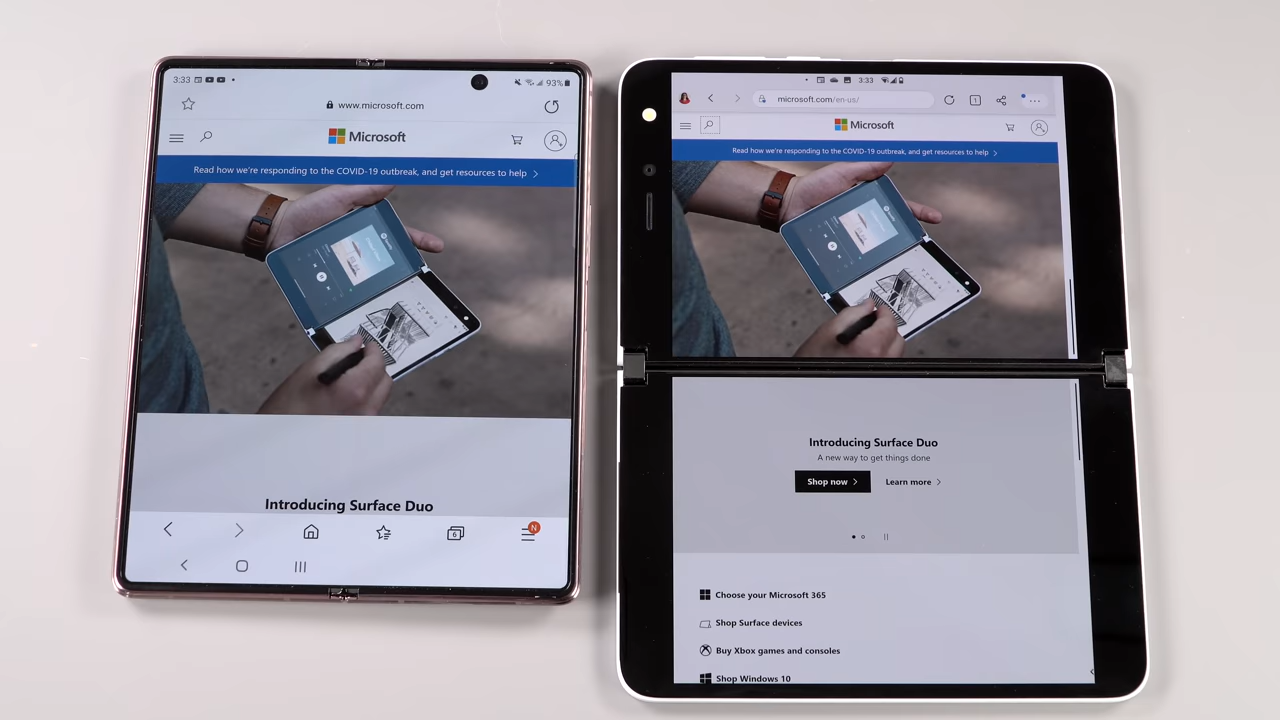 3:33
93%
www.microsoft.com
Microsoft
Read how we're responding to the COVID-19 outbreak, and get resources to help
Introducing Surface Duo
6
N
3:33
microsoft.com/en-us/
1
Microsoft
Read how we're responding to the COVID-19 outbreak, and get resources to help
Introducing Surface Duo
A new way to get things done
Shop now
Learn more
Choose your Microsoft 365
Shop Surface devices
Buy Xbox games and consoles
Shop Windows 10